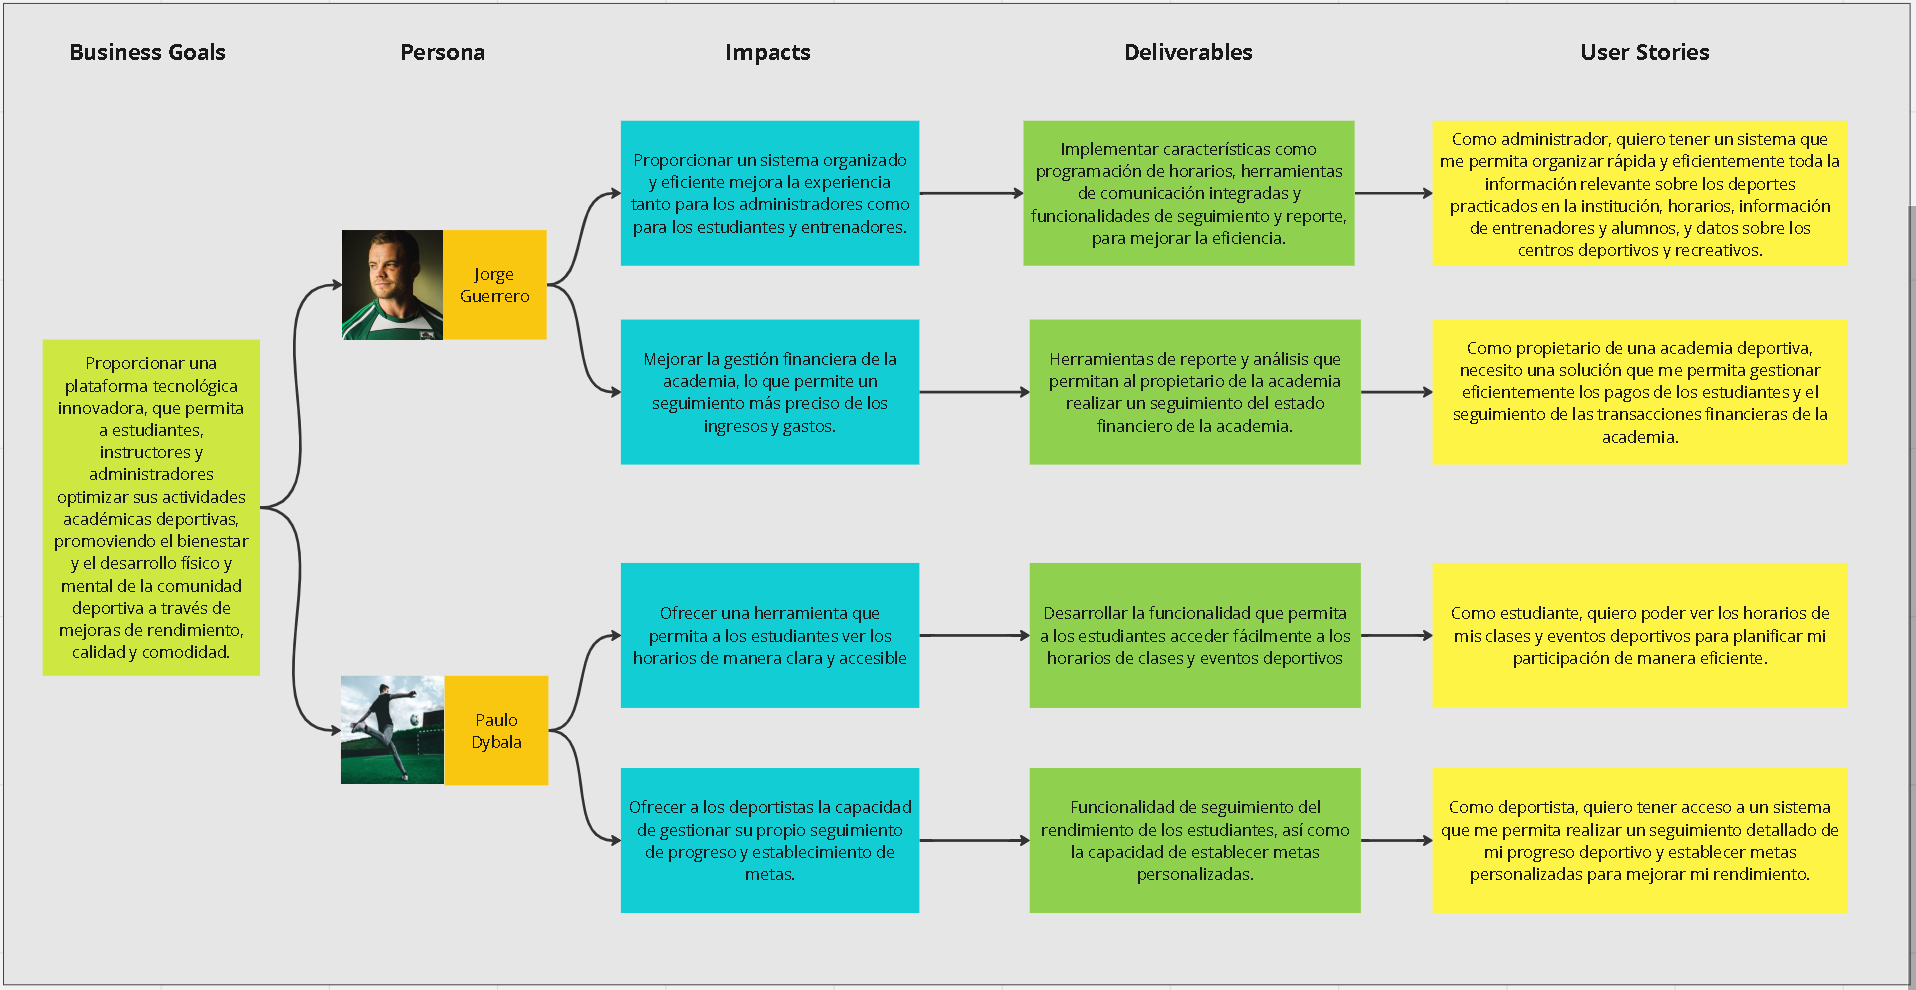 Business Goals
Persona
Impacts
Deliverables
User Stories
Proporcionar una
plataforma tecnológica
innovadora, que permita
a estudiantes,
instructores y
administradores
optimizar sus actividades
académicas deportivas,
promoviendo el bienestar
y el desarrollo físico y
mental de la comunidad
deportiva a través de
mejoras de rendimiento,
calidad y comodidad.
Jorge
Guerrero
Proporcionar un sistema organizado
y eficiente mejora la experiencia
tanto para los administradores como
para los estudiantes y entrenadores.
Implementar características como
programación de horarios, herramientas
de comunicación integradas y
funcionalidades de seguimiento y reporte,
para mejorar la eficiencia.
Como administrador, quiero tener un sistema que
me permita organizar rápida y eficientemente toda la
información relevante sobre los deportes
practicados en la institución, horarios, información
de entrenadores y alumnos, y datos sobre los
centros deportivos y recreativos.
Mejorar la gestión financiera de la
academia, lo que permite un
seguimiento más preciso de los
ingresos y gastos.
Herramientas de reporte y análisis que
permitan al propietario de la academia
realizar un seguimiento del estado
financiero de la academia.
Como propietario de una academia deportiva,
necesito una solución que me permita gestionar
eficientemente los pagos de los estudiantes y el
seguimiento de las transacciones financieras de la
academia.
Paulo
Dybala
Ofrecer una herramienta que
permita a los estudiantes ver los
horarios de manera clara y accesible
Desarrollar la funcionalidad que permita
a los estudiantes acceder fácilmente a los
horarios de clases y eventos deportivos
Como estudiante, quiero poder ver los horarios de
mis clases y eventos deportivos para planificar mi
participación de manera eficiente.
Ofrecer a los deportistas la capacidad
de gestionar su propio seguimiento
de progreso y establecimiento de
metas.
Funcionalidad de seguimiento del
rendimiento de los estudiantes, así como
la capacidad de establecer metas
personalizadas.
Como deportista, quiero tener acceso a un sistema
que me permita realizar un seguimiento detallado de
mi progreso deportivo y establecer metas
personalizadas para mejorar mi rendimiento.